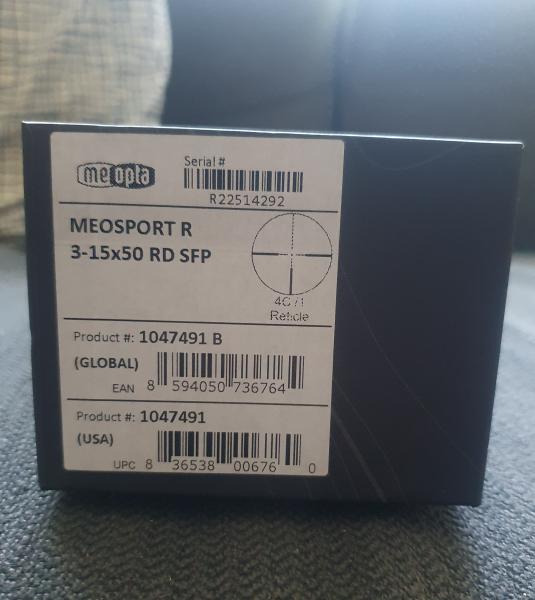 meopta
Serial #
R22514292
MEOSPORT R
3-15x50 RD SFP
4C /1
Reticle
Product #: 1047491 B
(GLOBAL)
EAN 8 594050 736764
Product #: 1047491
(USA)
UPC 8 36538 00676 0